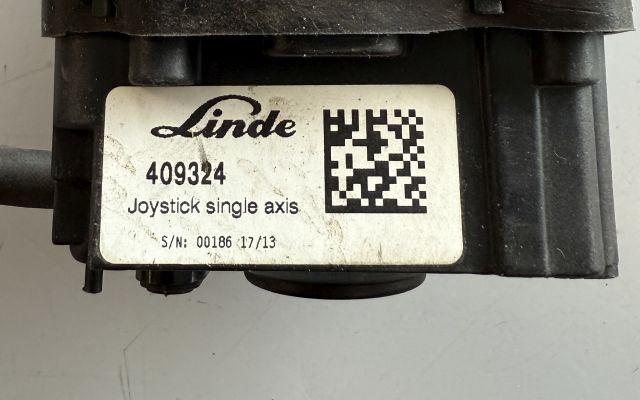 Linde
409324
Joystick single axis
S/N: 00186 17/13